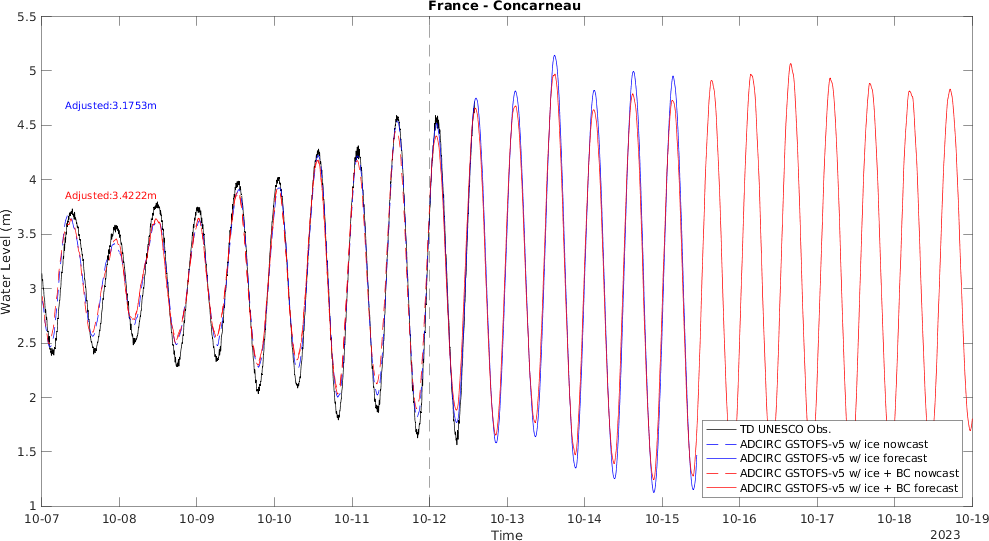 France - Concarneau
5.5
5
4.5
4
3.5
3
2.5
2
1.5
1
Water Level (m)
Adjusted:3.1753m
Adjusted:3.4222m
TD UNESCO Obs.
ADCIRC GSTOFS-v5 w/ ice nowcast
ADCIRC GSTOFS-v5 w/ ice forecast
ADCIRC GSTOFS-v5 w/ ice + BC nowcast
ADCIRC GSTOFS-v5 w/ ice + BC forecast
10-07 10-08 10-09 10-10 10-11 10-12 10-13 10-14 10-15 10-16 10-17 10-18 10-19
Time
2023